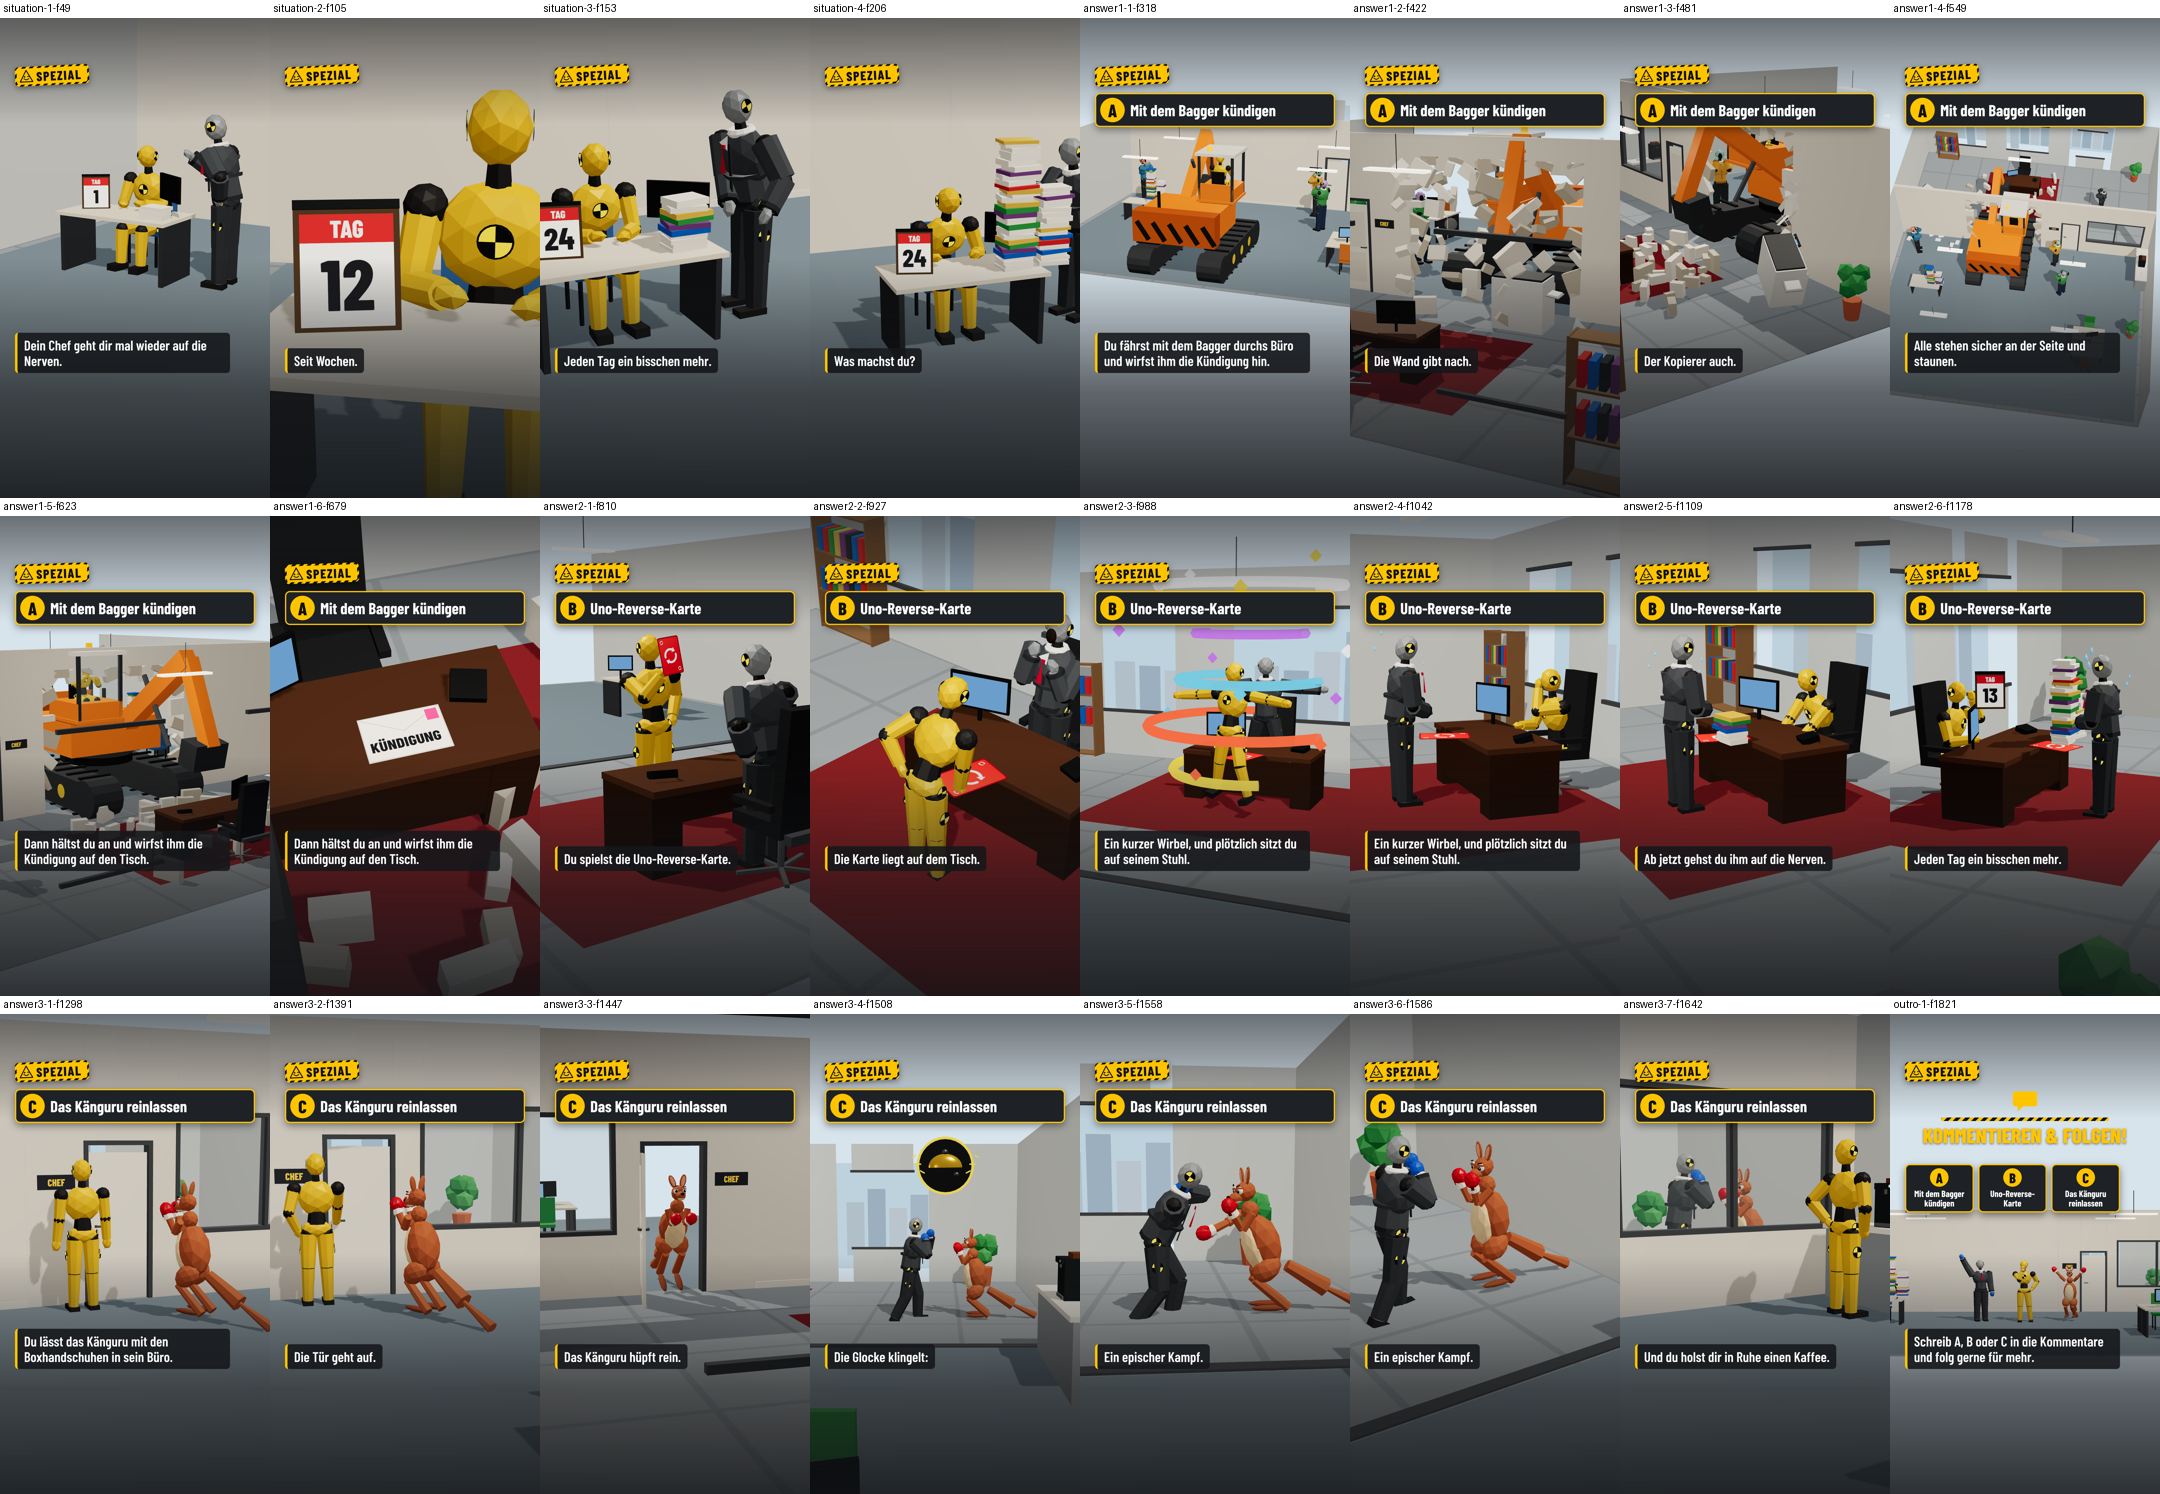 situation-1-f49
SPEZIAL
TAG
1
Dein Chef geht dir mal wieder auf die
Nerven.
situation-2-f105
SPEZIAL
TAG
12
Seit Wochen.
situation-3-f153
SPEZIAL
TAG
24
Jeden Tag ein bisschen mehr.
situation-4-f206
SPEZIAL
TAG
24
Was machst du?
answer1-1-f318
SPEZIAL
A Mit dem Bagger kündigen
Du fährst mit dem Bagger durchs Büro
und wirfst ihm die Kündigung hin.
answer1-2-f422
SPEZIAL
A Mit dem Bagger kündigen
CHEF
Die Wand gibt nach.
answer1-3-f481
SPEZIAL
A Mit dem Bagger kündigen
Der Kopierer auch.
answer1-4-f549
SPEZIAL
A Mit dem Bagger kündigen
Alle stehen sicher an der Seite und
staunen.
answer1-5-f623
SPEZIAL
A Mit dem Bagger kündigen
CHEF
Dann hältst du an und wirfst ihm die
Kündigung auf den Tisch.
answer1-6-f679
SPEZIAL
A Mit dem Bagger kündigen
KÜNDIGUNG
Dann hältst du an und wirfst ihm die
Kündigung auf den Tisch.
answer2-1-f810
SPEZIAL
B Uno-Reverse-Karte
Du spielst die Uno-Reverse-Karte.
answer2-2-f927
SPEZIAL
B Uno-Reverse-Karte
Die Karte liegt auf dem Tisch.
answer2-3-f988
SPEZIAL
B Uno-Reverse-Karte
Ein kurzer Wirbel, und plötzlich sitzt du
auf seinem Stuhl.
answer2-4-f1042
SPEZIAL
B Uno-Reverse-Karte
Ein kurzer Wirbel, und plötzlich sitzt du
auf seinem Stuhl.
answer2-5-f1109
SPEZIAL
B Uno-Reverse-Karte
Ab jetzt gehst du ihm auf die Nerven.
answer2-6-f1178
SPEZIAL
B Uno-Reverse-Karte
TAG
13
Jeden Tag ein bisschen mehr.
answer3-1-f1298
SPEZIAL
C Das Känguru reinlassen
CHEF
Du lässt das Känguru mit den
Boxhandschuhen in sein Büro.
answer3-2-f1391
SPEZIAL
C Das Känguru reinlassen
CHEF
Die Tür geht auf.
answer3-3-f1447
SPEZIAL
C Das Känguru reinlassen
CHEF
Das Känguru hüpft rein.
answer3-4-f1508
SPEZIAL
C Das Känguru reinlassen
Die Glocke klingelt:
answer3-5-f1558
SPEZIAL
C Das Känguru reinlassen
Ein epischer Kampf.
answer3-6-f1586
SPEZIAL
C Das Känguru reinlassen
Ein epischer Kampf.
answer3-7-f1642
SPEZIAL
C Das Känguru reinlassen
Und du holst dir in Ruhe einen Kaffee.
outro-1-f1821
SPEZIAL
KOMMENTIEREN & FOLGEN!
A
Mit dem Bagger
kündigen
B
Uno-Reverse-
Karte
C
Das Känguru
reinlassen
Schreib A, B oder C in die Kommentare
und folg gerne für mehr.